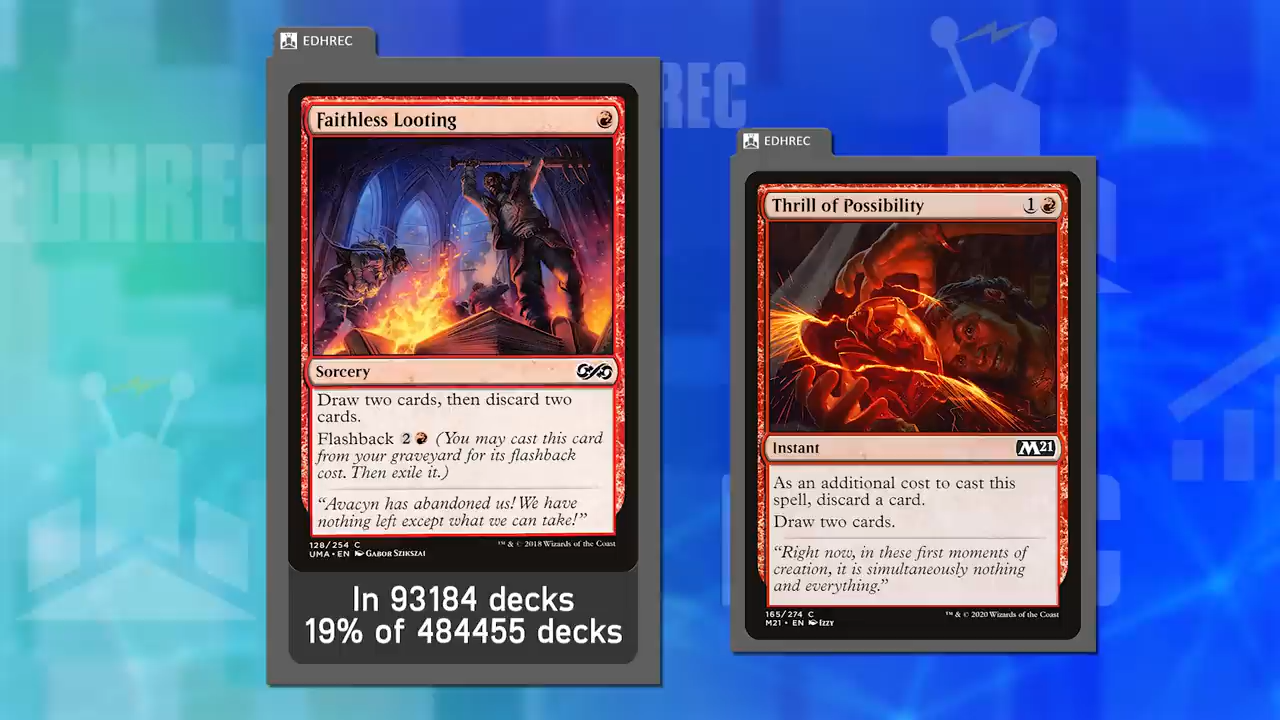 EDHREC
Faithless Looting
Sorcery
Draw two cards, then discard two
cards.
Flashback 2 (You may cast this card
from your graveyard for its flashback
cost. Then exile it.)
“Avacyn has abandoned us! We have
nothing left except what we can take!”
128/254 C
UMA • EN Gabor Szikszai
™ & © 2018 Wizards of the Coast
In 93184 decks
19% of 484455 decks
EDHREC
Thrill of Possibility 1
Instant M21
As an additional cost to cast this
spell, discard a card.
Draw two cards.
“Right now, in these first moments of
creation, it is simultaneously nothing
and everything.”
165/274 C
M21 • EN Izzy
™ & © 2020 Wizards of the Coast
EDHREC
REC